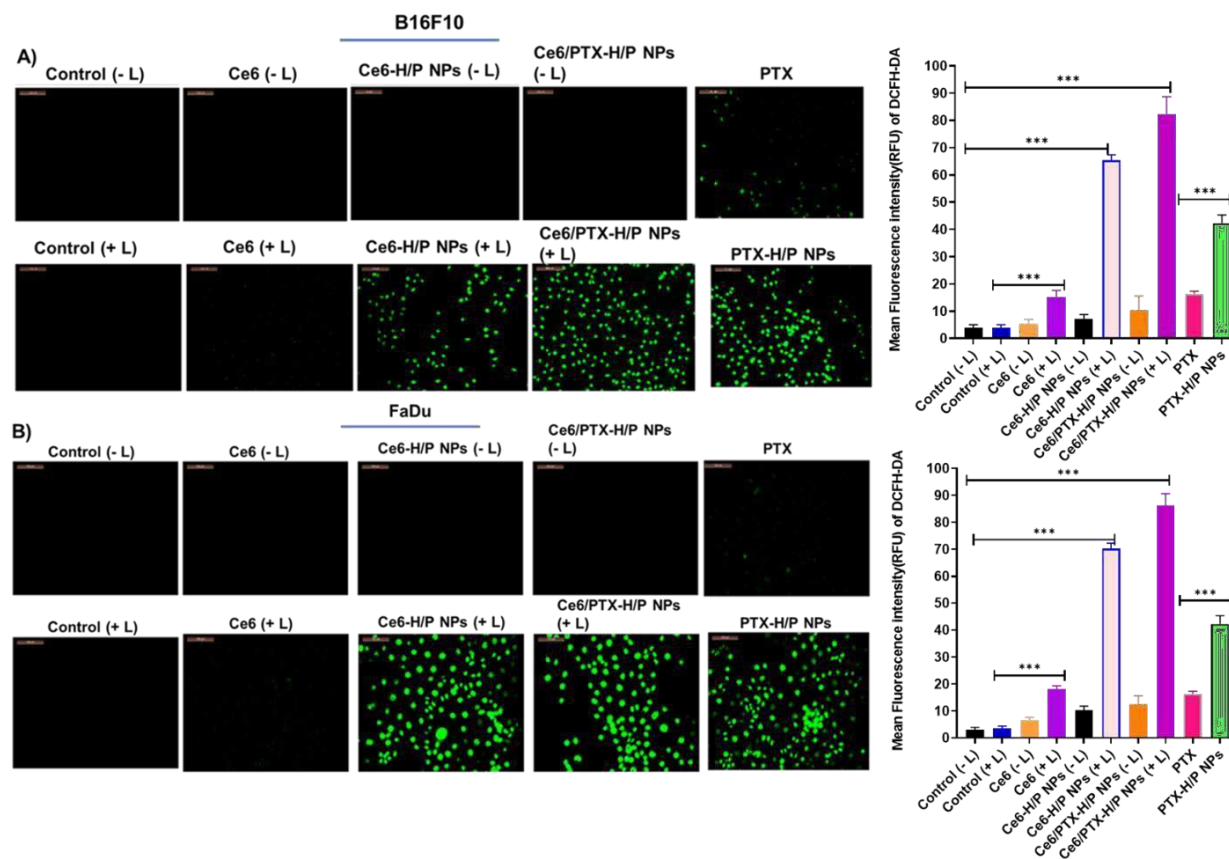 B16F10
A)
Control (- L)
Ce6 (- L)
Ce6-H/P NPs (- L)
Ce6/PTX-H/P NPs
(- L)
PTX
Control (+ L)
Ce6 (+ L)
Ce6-H/P NPs (+ L)
Ce6/PTX-H/P NPs
(+ L)
PTX-H/P NPs
Mean Fluorescence intensity(RFU) of DCFH-DA
100
90
80
70
60
50
40
30
20
10
0
***
***
***
***
Control (- L)
Control (+ L)
Ce6 (- L)
Ce6 (+ L)
Ce6-H/P NPs (- L)
Ce6-H/P NPs (+ L)
Ce6/PTX-H/P NPs (- L)
Ce6/PTX-H/P NPs (+ L)
PTX
PTX-H/P NPs
FaDu
B)
Control (- L)
Ce6 (- L)
Ce6-H/P NPs (- L)
Ce6/PTX-H/P NPs
(- L)
PTX
Control (+ L)
Ce6 (+ L)
Ce6-H/P NPs (+ L)
Ce6/PTX-H/P NPs
(+ L)
PTX-H/P NPs
Mean Fluorescence intensity(RFU) of DCFH-DA
100
90
80
70
60
50
40
30
20
10
0
***
***
***
***
Control (- L)
Control (+ L)
Ce6 (- L)
Ce6 (+ L)
Ce6-H/P NPs (- L)
Ce6-H/P NPs (+ L)
Ce6/PTX-H/P NPs (- L)
Ce6/PTX-H/P NPs (+ L)
PTX
PTX-H/P NPs